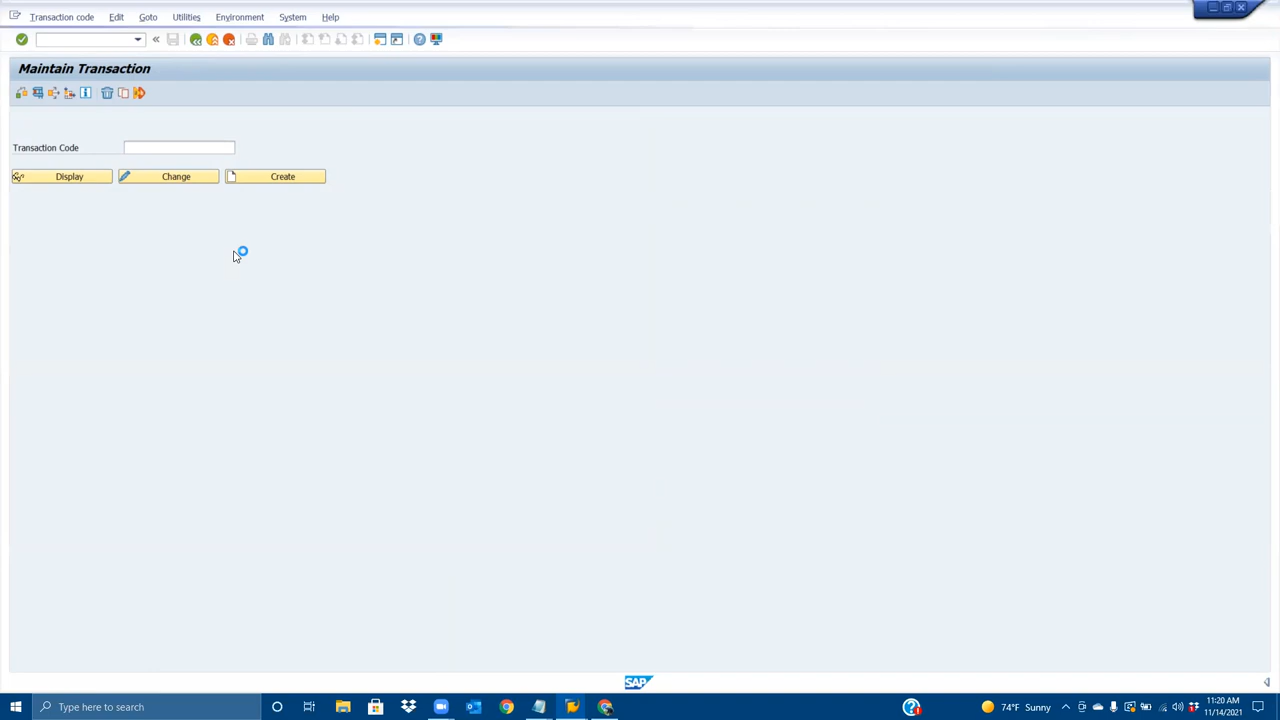 Transaction code Edit Goto Utilities Environment System Help
Maintain Transaction
Transaction Code
Display Change Create
SAP
Type here to search
74°F Sunny
11:20 AM
11/14/2021